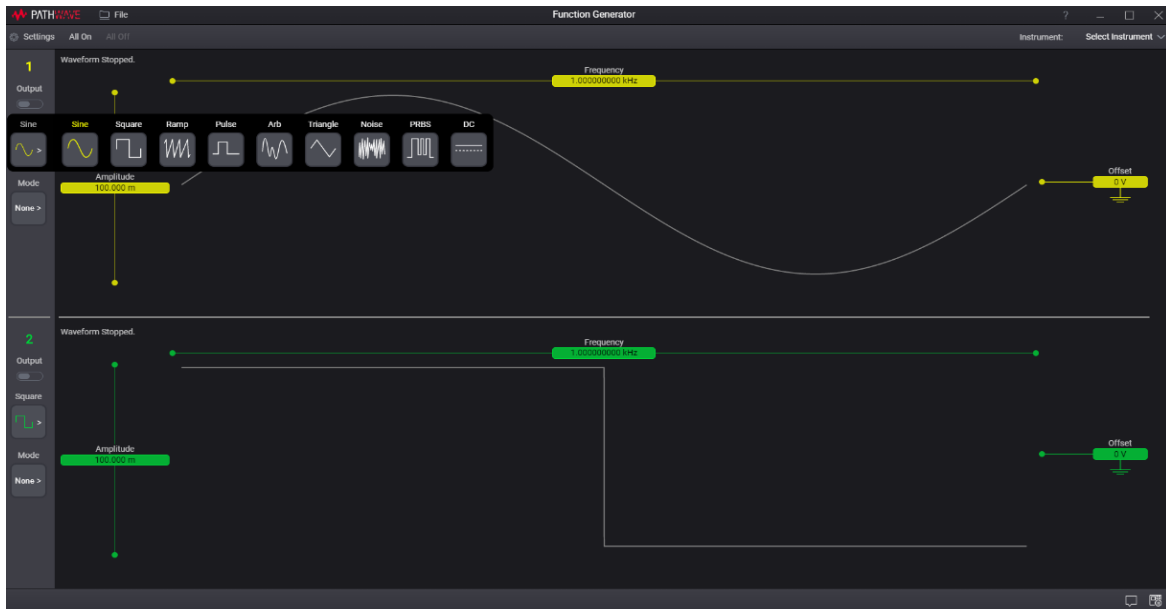 PATHWAVE File Function Generator ?
Settings All On All Off Instrument: Select Instrument
1
Waveform Stopped.
Output
Frequency
1.000000000 kHz
Sine > Sine Square Ramp Pulse Arb Triangle Noise PRBS DC
Mode
None >
Amplitude
100.000 m
Offset
0 V
2
Waveform Stopped.
Output
Frequency
1.000000000 kHz
Square
>
Mode
None >
Amplitude
100.000 m
Offset
0 V